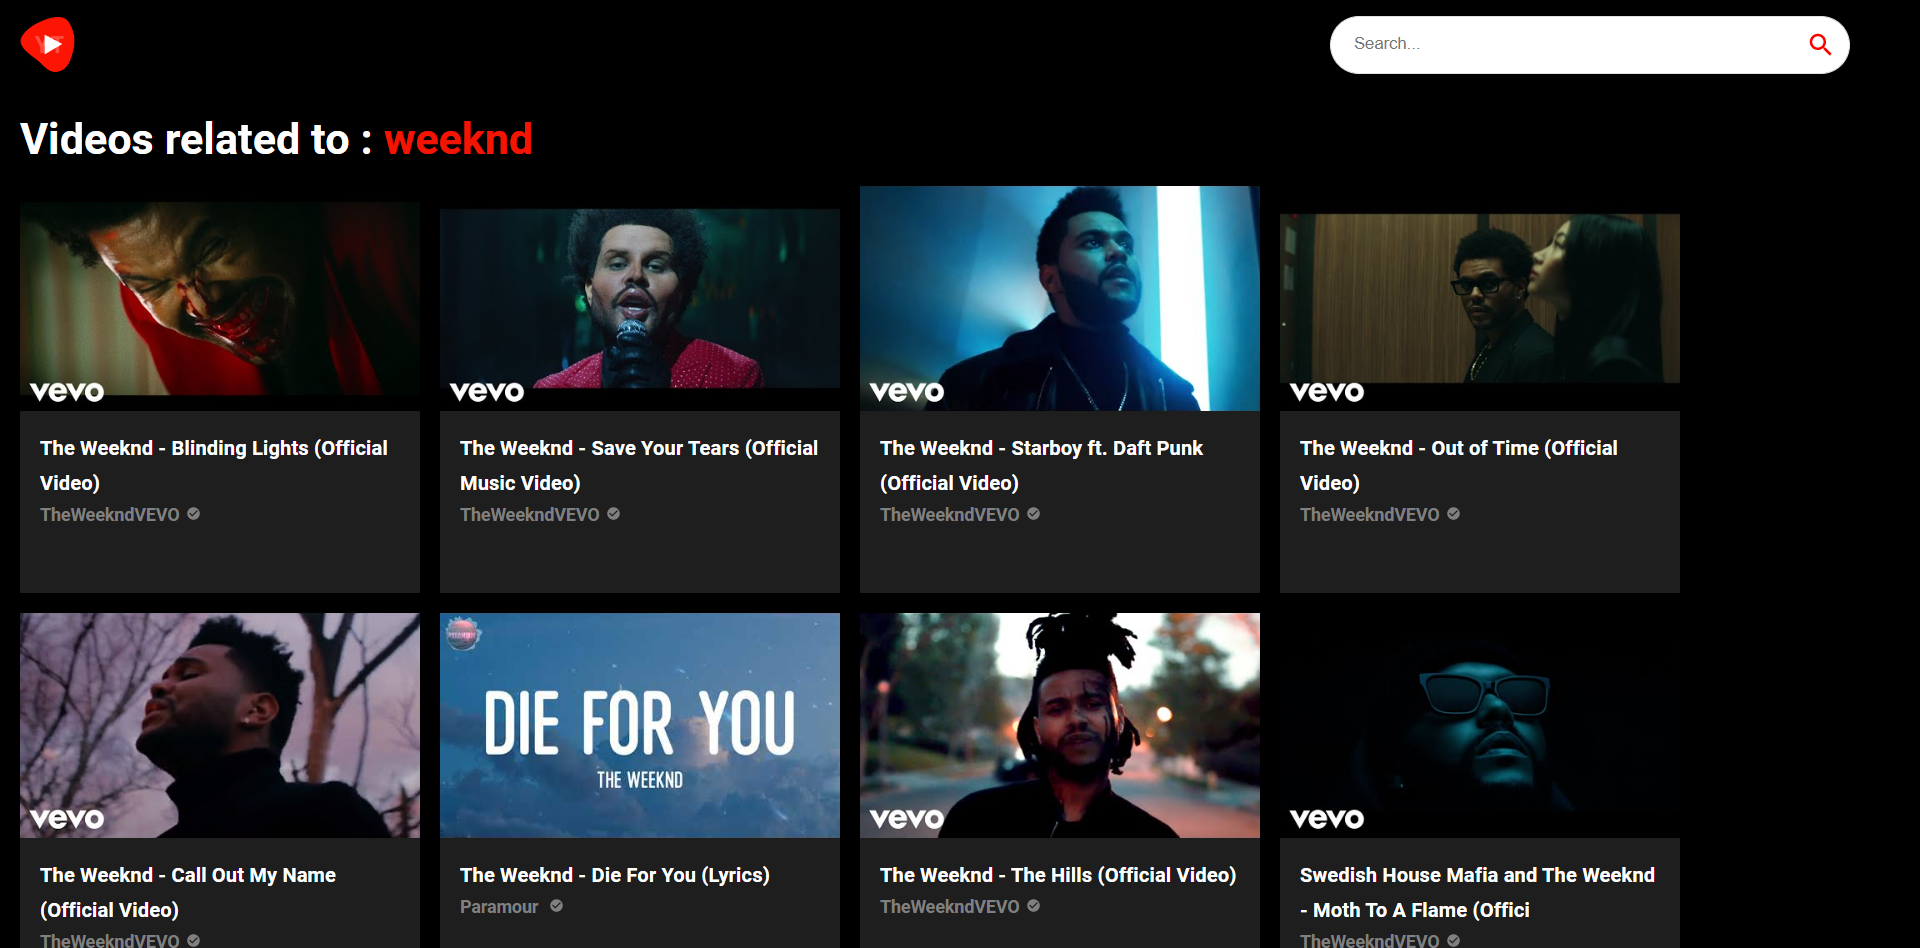 YT
Search...
Videos related to : weeknd
vevo
vevo
vevo
vevo
The Weeknd - Blinding Lights (Official
Video)
TheWeekndVEVO
The Weeknd - Save Your Tears (Official
Music Video)
TheWeekndVEVO
The Weeknd - Starboy ft. Daft Punk
(Official Video)
TheWeekndVEVO
The Weeknd - Out of Time (Official
Video)
TheWeekndVEVO
vevo
DIE FOR YOU
THE WEEKND
vevo
vevo
The Weeknd - Call Out My Name
(Official Video)
TheWeekndVEVO
The Weeknd - Die For You (Lyrics)
Paramour
The Weeknd - The Hills (Official Video)
TheWeekndVEVO
Swedish House Mafia and The Weeknd
- Moth To A Flame (Offici
TheWeekndVEVO